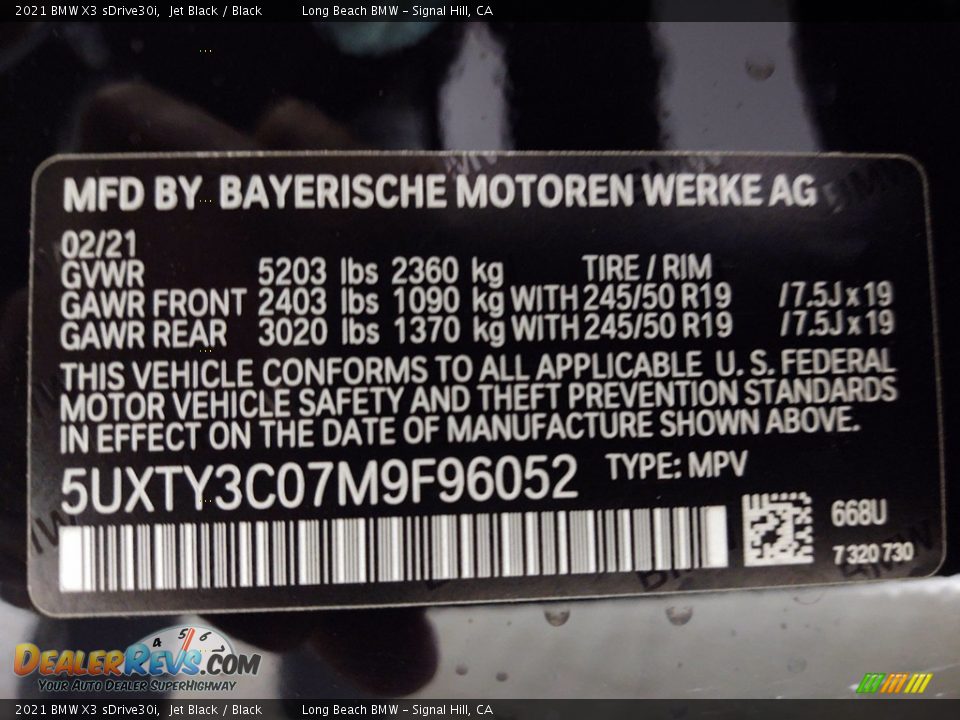 2021 BMW X3 sDrive30i, Jet Black / Black Long Beach BMW - Signal Hill, CA
MFD BY BAYERISCHE MOTOREN WERKE AG
02/21
GVWR 5203 lbs 2360 kg TIRE / RIM
GAWR FRONT 2403 lbs 1090 kg WITH 245/50 R19 /7.5J x 19
GAWR REAR 3020 lbs 1370 kg WITH 245/50 R19 /7.5J x 19
THIS VEHICLE CONFORMS TO ALL APPLICABLE U. S. FEDERAL
MOTOR VEHICLE SAFETY AND THEFT PREVENTION STANDARDS
IN EFFECT ON THE DATE OF MANUFACTURE SHOWN ABOVE.
5UXTY3C07M9F96052 TYPE: MPV
668U
7 320 730
4 5 6
DEALERREVS.COM
YOUR AUTO DEALER SUPERHIGHWAY
2021 BMW X3 sDrive30i, Jet Black / Black Long Beach BMW - Signal Hill, CA